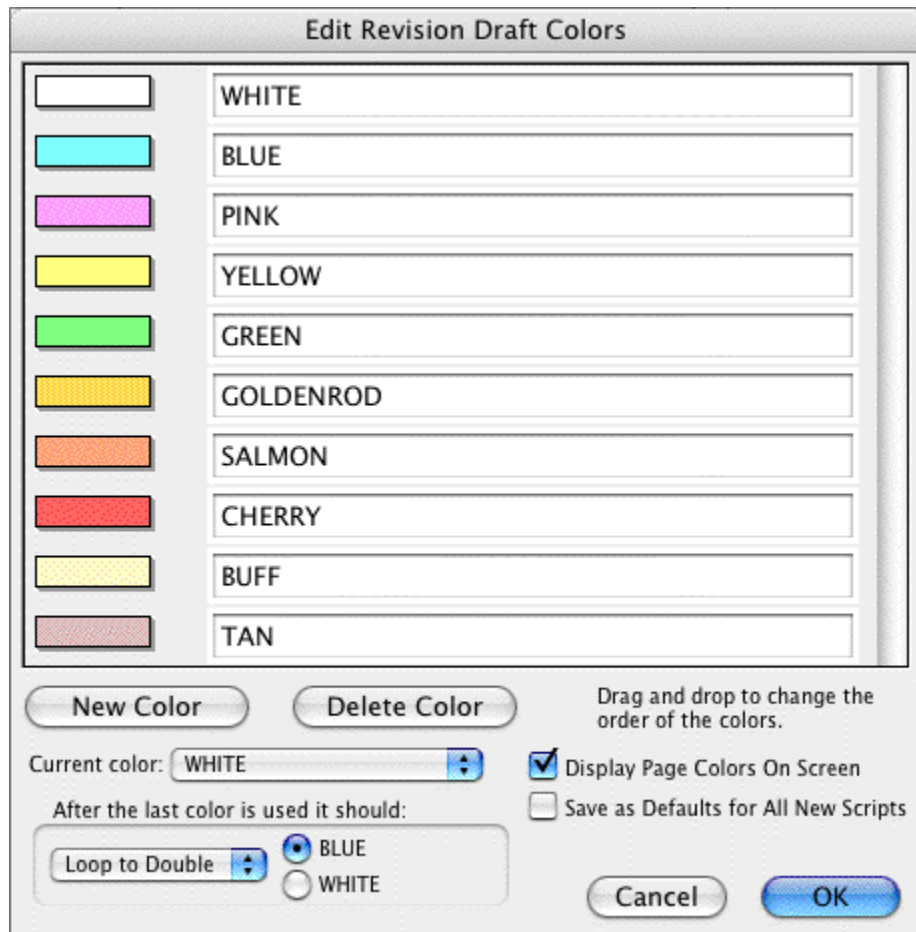 Edit Revision Draft Colors
WHITE
BLUE
PINK
YELLOW
GREEN
GOLDENROD
SALMON
CHERRY
BUFF
TAN
New Color
Delete Color
Drag and drop to change the
order of the colors.
Current color: WHITE
Display Page Colors On Screen
After the last color is used it should:
Save as Defaults for All New Scripts
Loop to Double
BLUE
WHITE
Cancel
OK